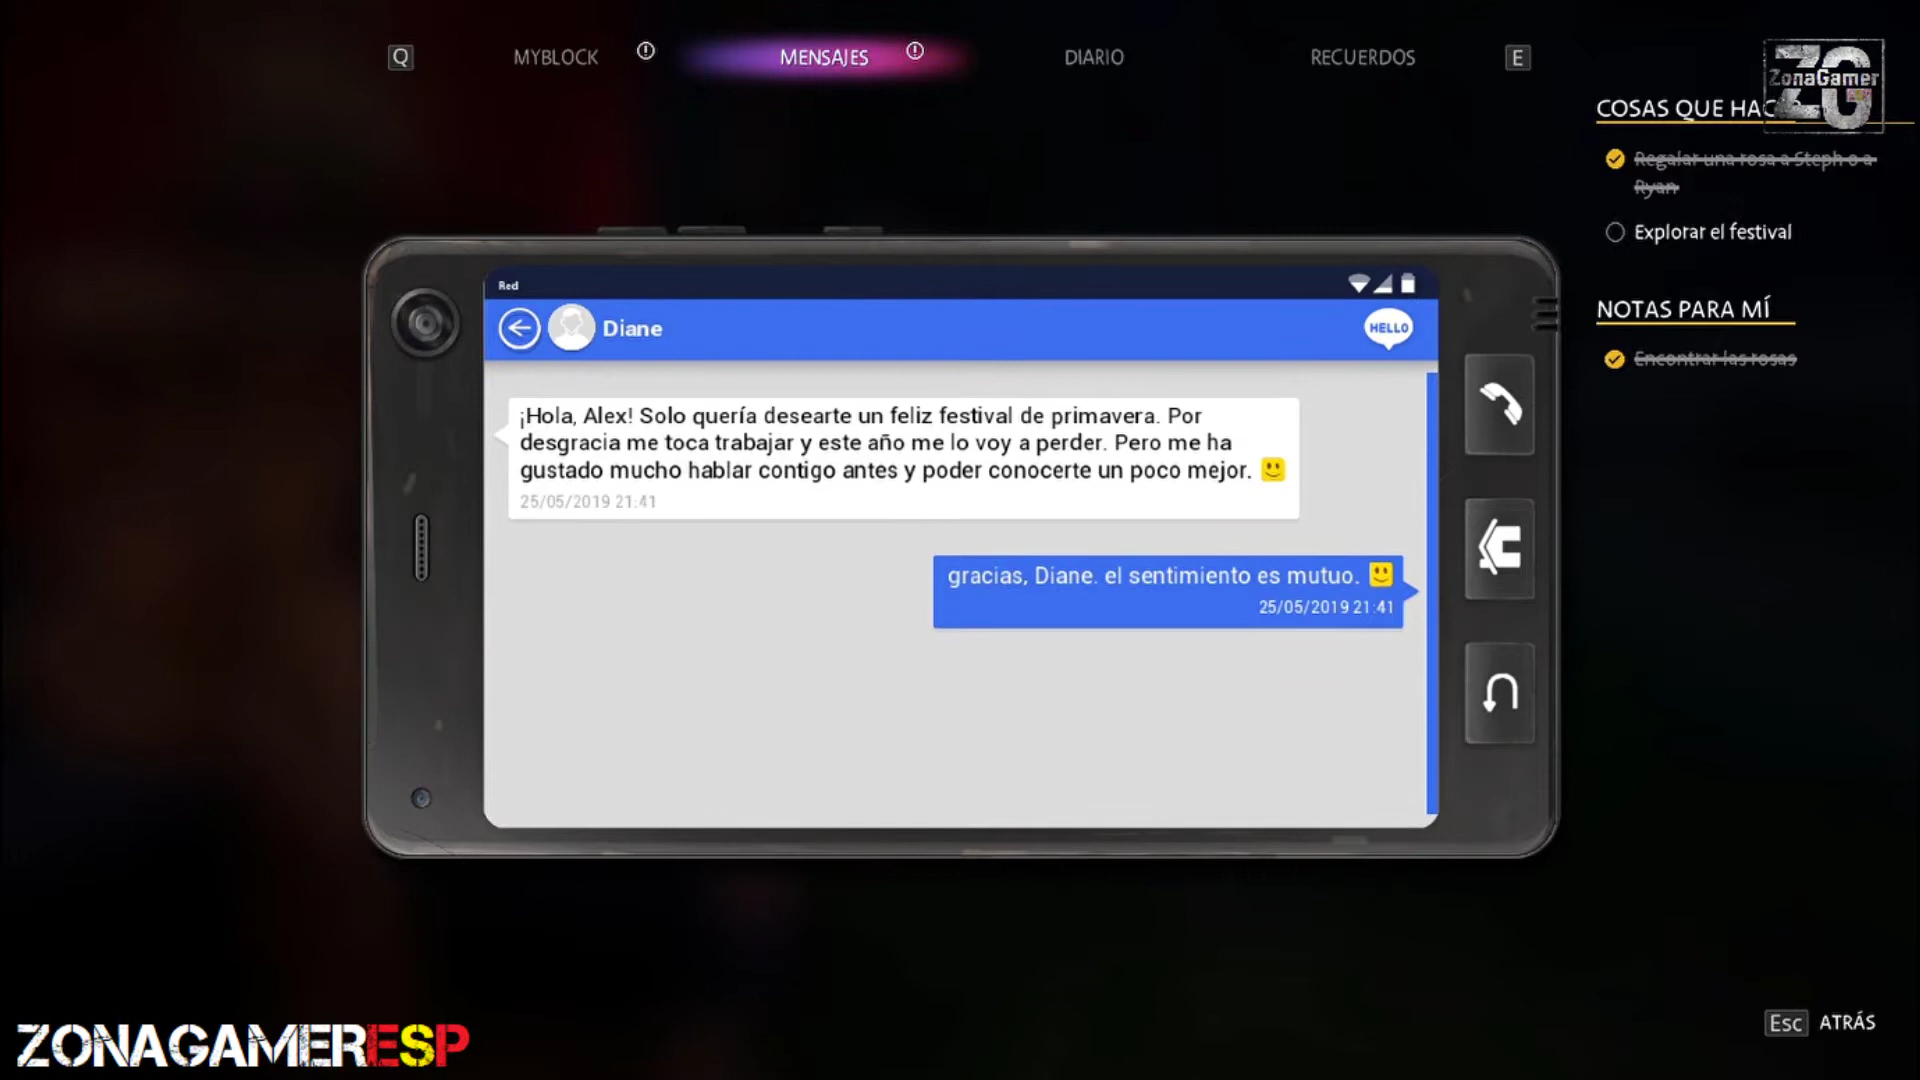 Q
MYBLOCK
MENSAJES
DIARIO
RECUERDOS
E
ZG
ZonaGamer
COSAS QUE HAC
Regalar una rosa a Steph o a
Ryan
Explorar el festival
NOTAS PARA MÍ
Encontrar las rosas
Red
Diane
HELLO
¡Hola, Alex! Solo quería desearte un feliz festival de primavera. Por
desgracia me toca trabajar y este año me lo voy a perder. Pero me ha
gustado mucho hablar contigo antes y poder conocerte un poco mejor.
25/05/2019 21:41
gracias, Diane. el sentimiento es mutuo.
25/05/2019 21:41
Esc ATRÁS
ZONAGAMERESP